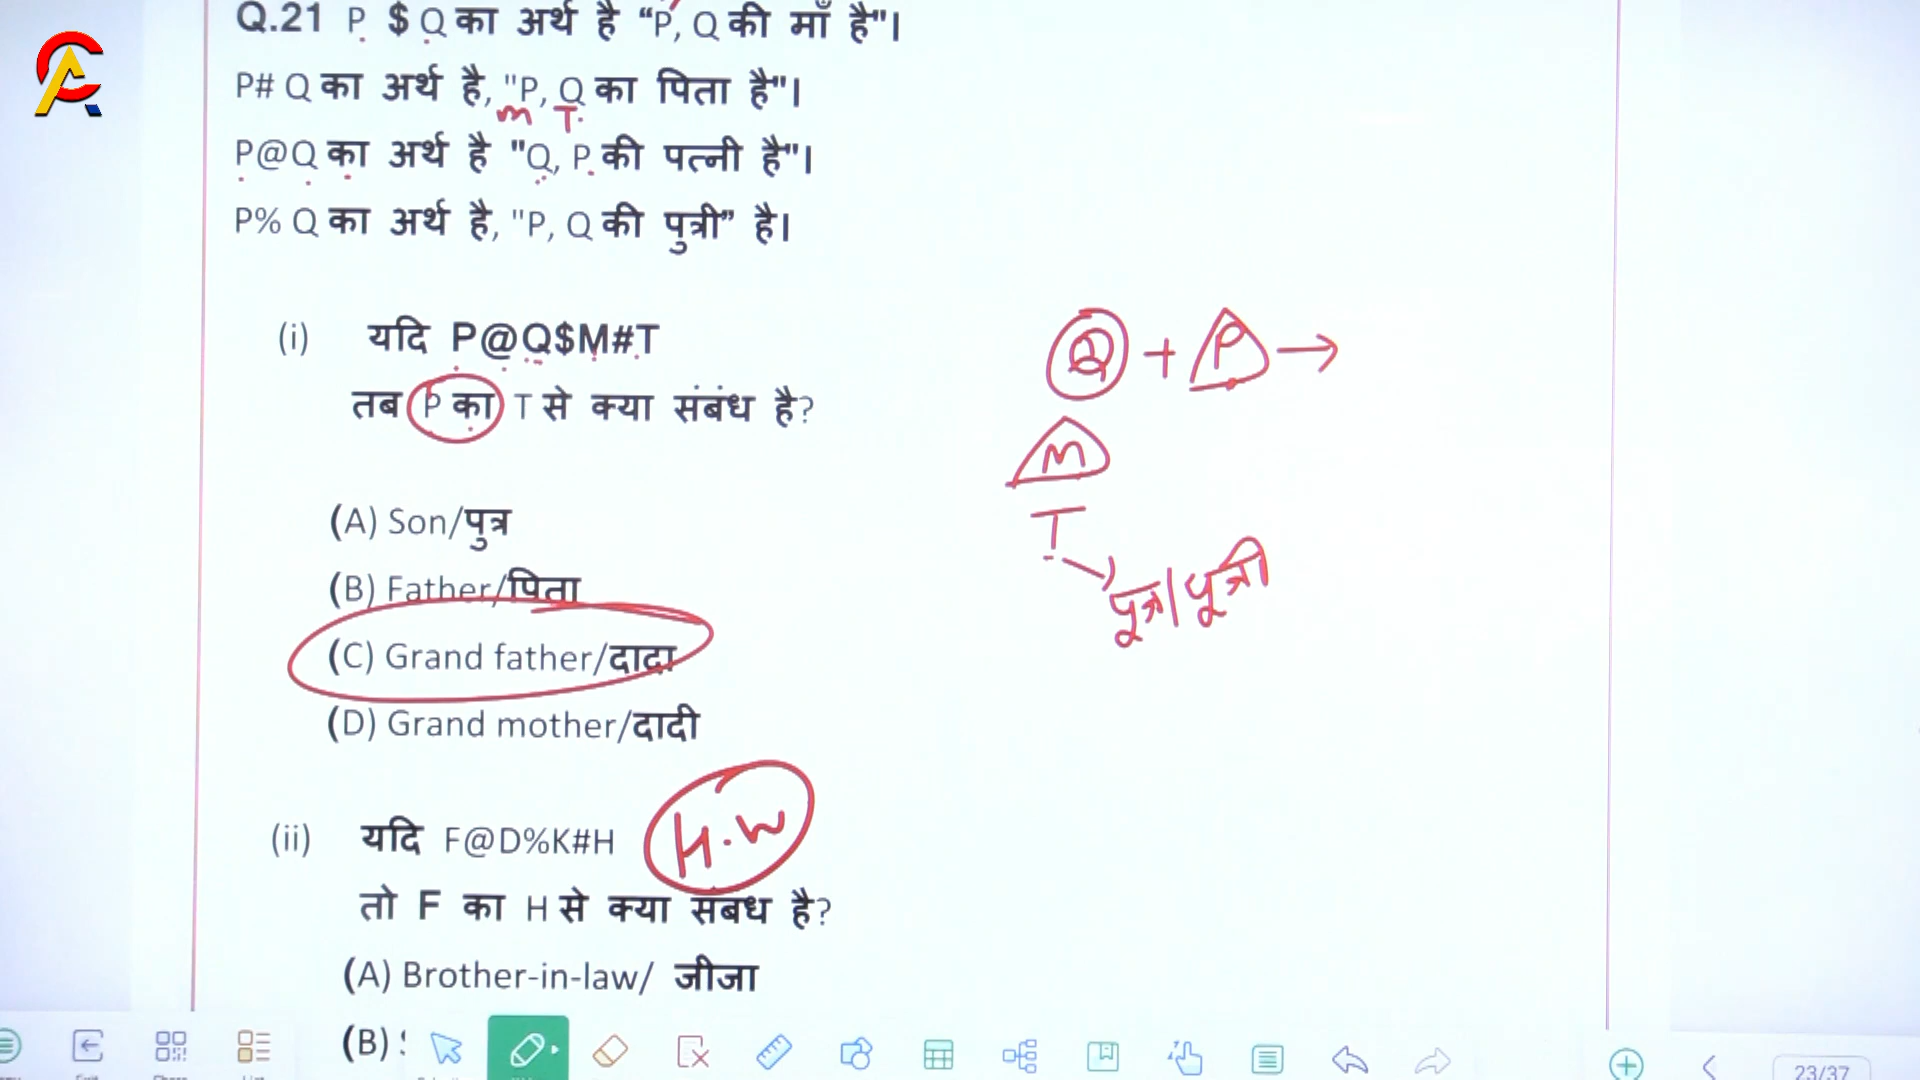 Q.21 P $ Q का अर्थ है “P, Q की माँ है"।
P# Q का अर्थ है, "P, Q का पिता है"।
m T
P@Q का अर्थ है "Q, P की पत्नी है"।
P% Q का अर्थ है, "P, Q की पुत्री” है।
(i) यदि P@Q$M#T
तब P का T से क्या संबंध है?
(A) Son/पुत्र
(B) Father/पिता
(C) Grand father/दादा
(D) Grand mother/दादी
Q + P →
M
T
पुत्र/पुत्री
(ii) यदि F@D%K#H
H.W
तो F का H से क्या संबंध है?
(A) Brother-in-law/ जीजा
(B)
23/37